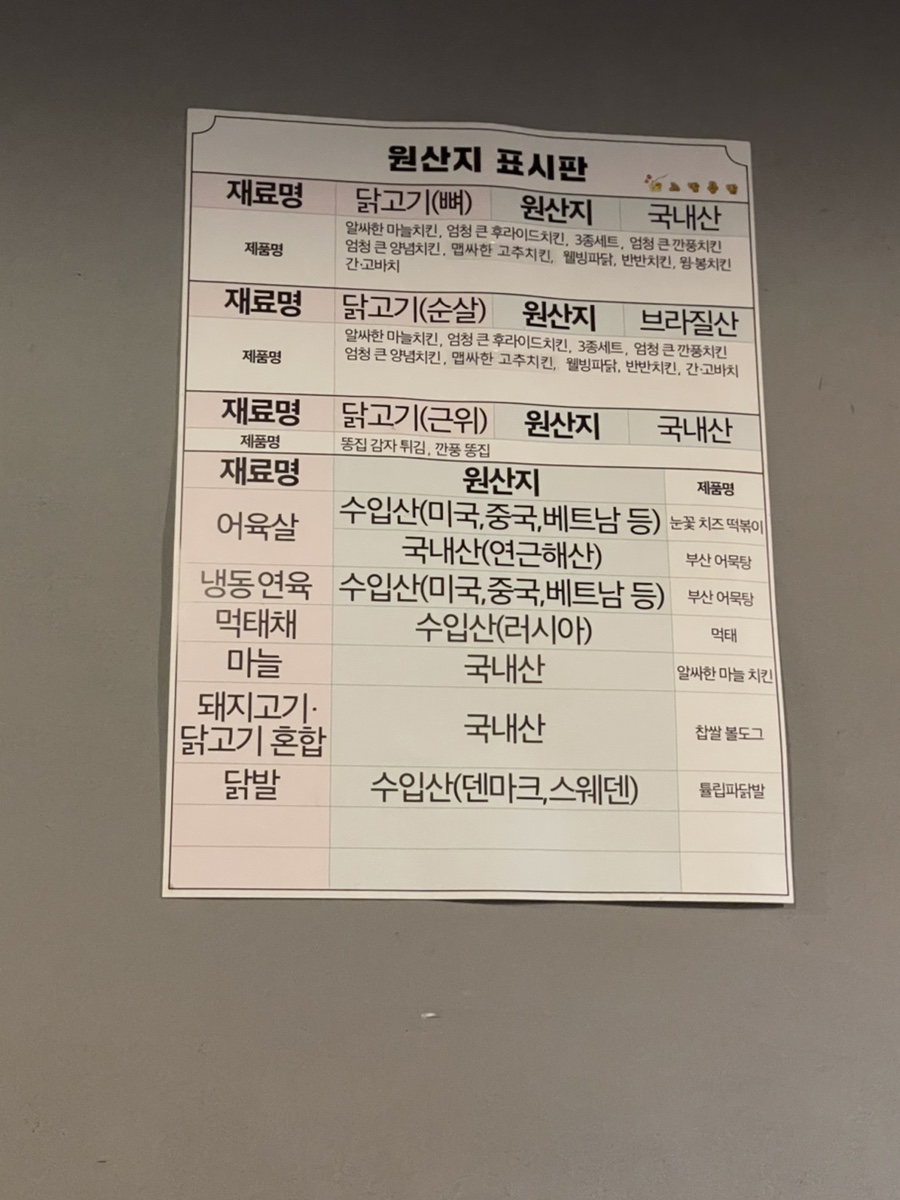 원산지 표시판
노랑통닭
재료명 닭고기(뼈) 원산지 국내산
제품명 알싸한 마늘치킨, 엄청 큰 후라이드치킨, 3종세트, 엄청 큰 깐풍치킨
엄청 큰 양념치킨, 맵싸한 고추치킨, 웰빙파닭, 반반치킨, 윙·봉치킨
간·고바치
재료명 닭고기(순살) 원산지 브라질산
제품명 알싸한 마늘치킨, 엄청 큰 후라이드치킨, 3종세트, 엄청 큰 깐풍치킨
엄청 큰 양념치킨, 맵싸한 고추치킨, 웰빙파닭, 반반치킨, 간·고바치
재료명 닭고기(근위) 원산지 국내산
제품명 똥집 감자 튀김, 깐풍 똥집
재료명 원산지 제품명
어육살 수입산(미국,중국,베트남 등) 눈꽃 치즈 떡볶이
국내산(연근해산) 부산 어묵탕
냉동연육 수입산(미국,중국,베트남 등) 부산 어묵탕
먹태채 수입산(러시아) 먹태
마늘 국내산 알싸한 마늘 치킨
돼지고기·
닭고기 혼합 국내산 찹쌀 볼도그
닭발 수입산(덴마크,스웨덴) 튤립파닭발